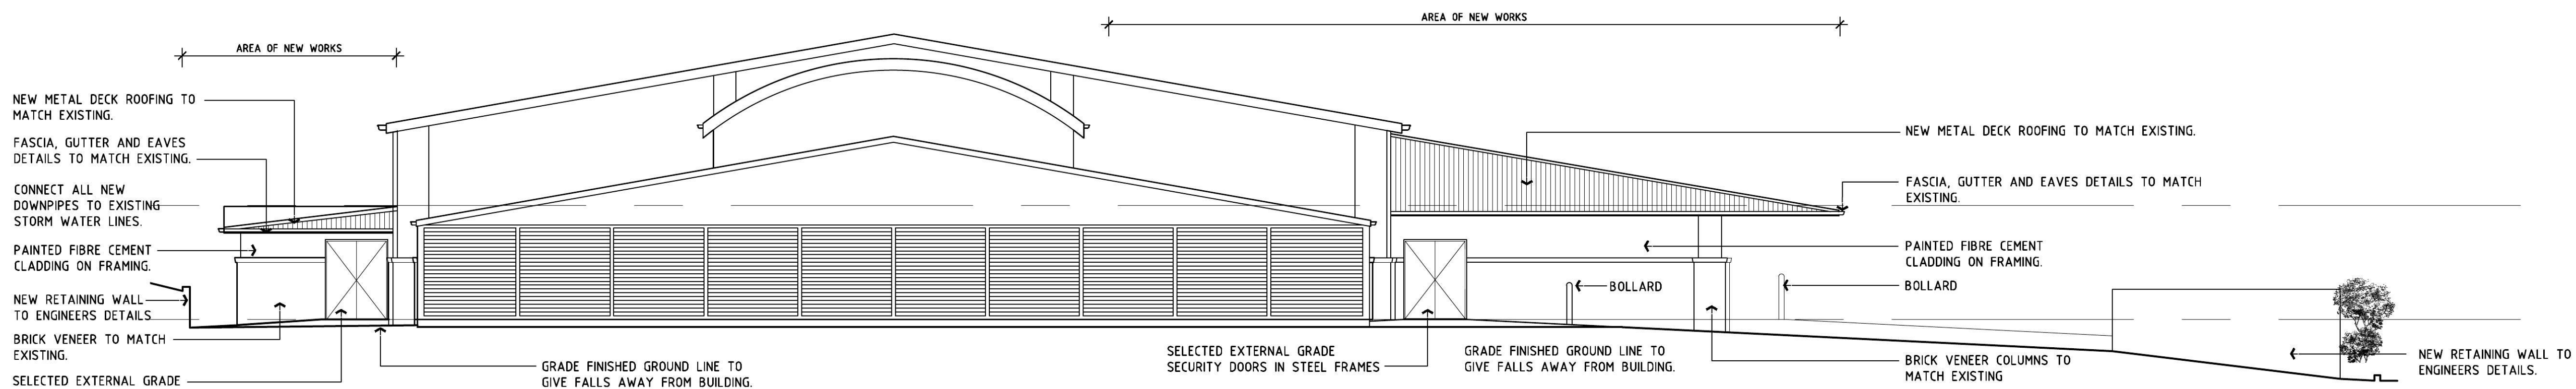 AREA OF NEW WORKS
AREA OF NEW WORKS
NEW METAL DECK ROOFING TO
MATCH EXISTING.
FASCIA, GUTTER AND EAVES
DETAILS TO MATCH EXISTING.
CONNECT ALL NEW
DOWNPIPES TO EXISTING
STORM WATER LINES.
PAINTED FIBRE CEMENT
CLADDING ON FRAMING.
NEW RETAINING WALL
TO ENGINEERS DETAILS
BRICK VENEER TO MATCH
EXISTING.
SELECTED EXTERNAL GRADE
GRADE FINISHED GROUND LINE TO
GIVE FALLS AWAY FROM BUILDING.
SELECTED EXTERNAL GRADE
SECURITY DOORS IN STEEL FRAMES
GRADE FINISHED GROUND LINE TO
GIVE FALLS AWAY FROM BUILDING.
BOLLARD
NEW METAL DECK ROOFING TO MATCH EXISTING.
FASCIA, GUTTER AND EAVES DETAILS TO MATCH
EXISTING.
PAINTED FIBRE CEMENT
CLADDING ON FRAMING.
BOLLARD
BRICK VENEER COLUMNS TO
MATCH EXISTING
NEW RETAINING WALL TO
ENGINEERS DETAILS.